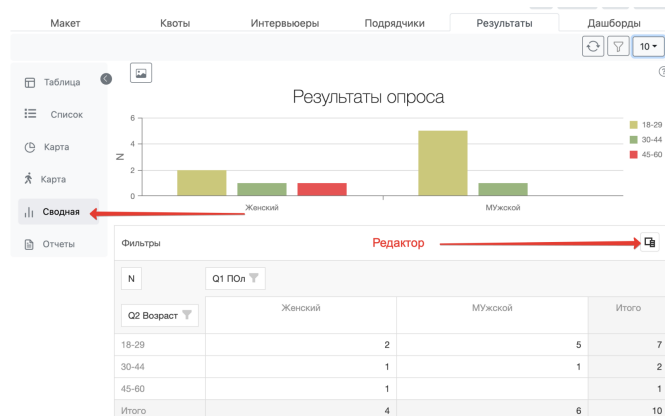 Макет Квоты Интервьюеры Подрядчики Результаты Дашборды
10
Таблица
Список
Карта
Карта
Сводная
Отчеты
Результаты опроса
N
6
4
2
0
Женский МУжской
18-29
30-44
45-60
Фильтры Редактор
N Q1 ПОл
Q2 Возраст Женский МУжской Итого
18-29 2 5 7
30-44 1 1 2
45-60 1 1
Итого 4 6 10